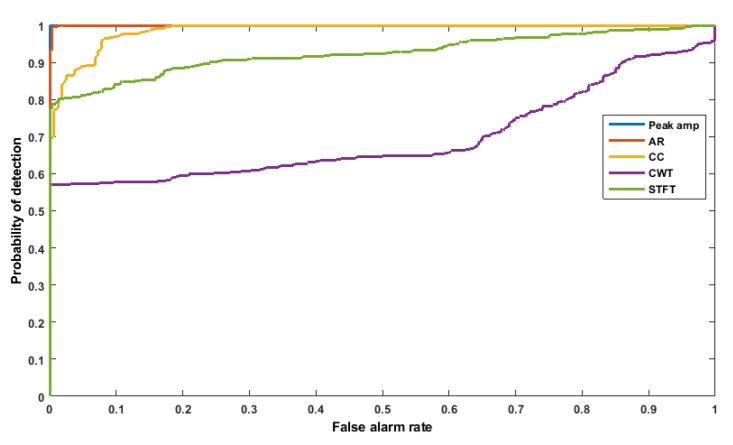 1
0.9
0.8
0.7
0.6
0.5
0.4
0.3
0.2
0.1
0
Probability of detection
Peak amp
AR
CC
CWT
STFT
0 0.1 0.2 0.3 0.4 0.5 0.6 0.7 0.8 0.9 1
False alarm rate